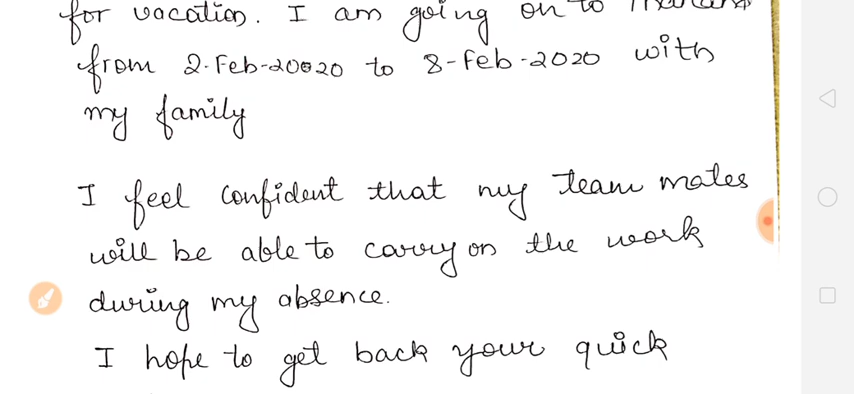 for vacation. I am going on to
from 2-Feb-20020 to 8-Feb-2020 with
my family
I feel confident that my team mates
will be able to carry on the work
during my absence.
I hope to get back your quick